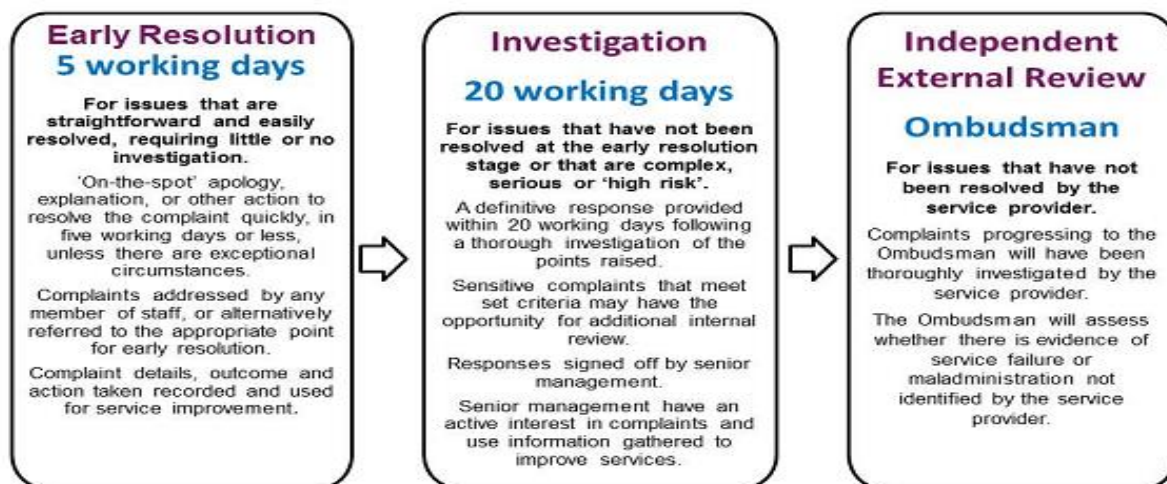 Early Resolution
5 working days
For issues that are
straightforward and easily
resolved, requiring little or no
investigation.
'On-the-spot' apology,
explanation, or other action to
resolve the complaint quickly, in
five working days or less,
unless there are exceptional
circumstances.
Complaints addressed by any
member of staff, or alternatively
referred to the appropriate point
for early resolution.
Complaint details, outcome and
action taken recorded and used
for service improvement.
Investigation
20 working days
For issues that have not been
resolved at the early resolution
stage or that are complex,
serious or 'high risk'.
A definitive response provided
within 20 working days following
a thorough investigation of the
points raised.
Sensitive complaints that meet
set criteria may have the
opportunity for additional internal
review.
Responses signed off by senior
management.
Senior management have an
active interest in complaints and
use information gathered to
improve services.
Independent
External Review
Ombudsman
For issues that have not
been resolved by the
service provider.
Complaints progressing to the
Ombudsman will have been
thoroughly investigated by the
service provider.
The Ombudsman will assess
whether there is evidence of
service failure or
maladministration not
identified by the service
provider.